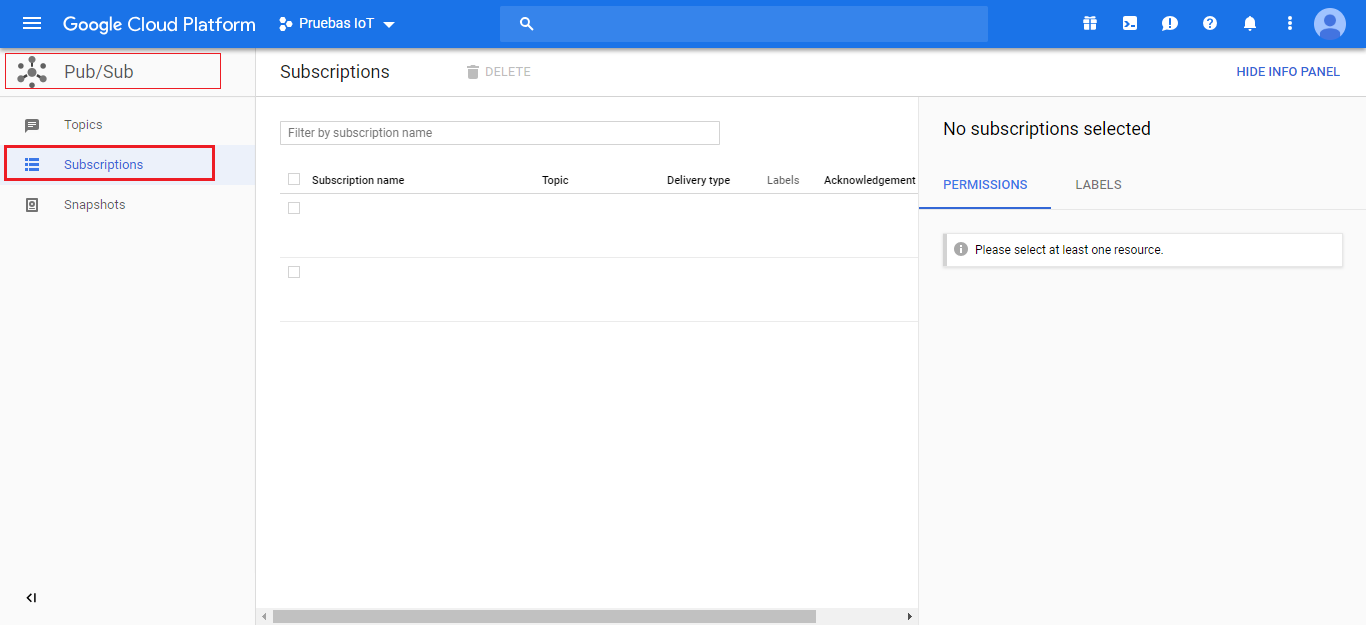 Google Cloud Platform
Pruebas IoT
Pub/Sub
Subscriptions
DELETE
HIDE INFO PANEL
Topics
Subscriptions
Snapshots
Filter by subscription name
Subscription name Topic Delivery type Labels Acknowledgement
No subscriptions selected
PERMISSIONS LABELS
Please select at least one resource.